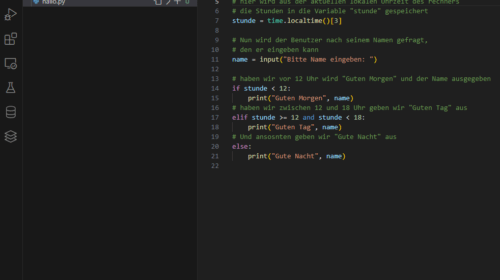 hallo.py
5 # Hier wird aus der aktuellen lokalen Uhrzeit des Rechners
6 # die Stunden in die Variable "stunde" gespeichert
7 stunde = time.localtime()[3]
8
9 # Nun wird der Benutzer nach seinem Namen gefragt,
10 # den er eingeben kann
11 name = input("Bitte Name eingeben: ")
12
13 # haben wir vor 12 Uhr wird "Guten Morgen" und der Name ausgegeben
14 if stunde < 12:
15 print("Guten Morgen", name)
16 # haben wir zwischen 12 und 18 Uhr geben wir "Guten Tag" aus
17 elif stunde >= 12 and stunde < 18:
18 print("Guten Tag", name)
19 # Und ansosnten geben wir "Gute Nacht" aus
20 else:
21 print("Gute Nacht", name)
22